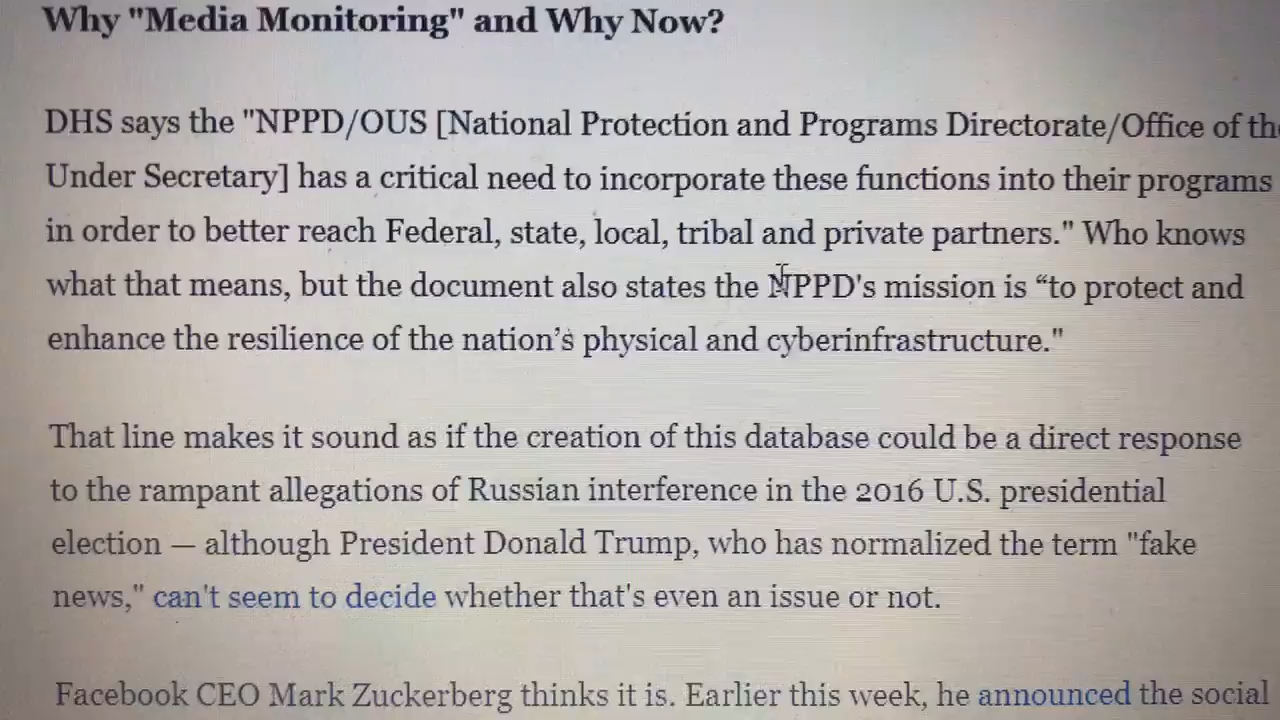 Why "Media Monitoring" and Why Now?
DHS says the "NPPD/OUS [National Protection and Programs Directorate/Office of the
Under Secretary] has a critical need to incorporate these functions into their programs
in order to better reach Federal, state, local, tribal and private partners." Who knows
what that means, but the document also states the NPPD's mission is “to protect and
enhance the resilience of the nation’s physical and cyberinfrastructure."
That line makes it sound as if the creation of this database could be a direct response
to the rampant allegations of Russian interference in the 2016 U.S. presidential
election — although President Donald Trump, who has normalized the term "fake
news," can't seem to decide whether that's even an issue or not.
Facebook CEO Mark Zuckerberg thinks it is. Earlier this week, he announced the social